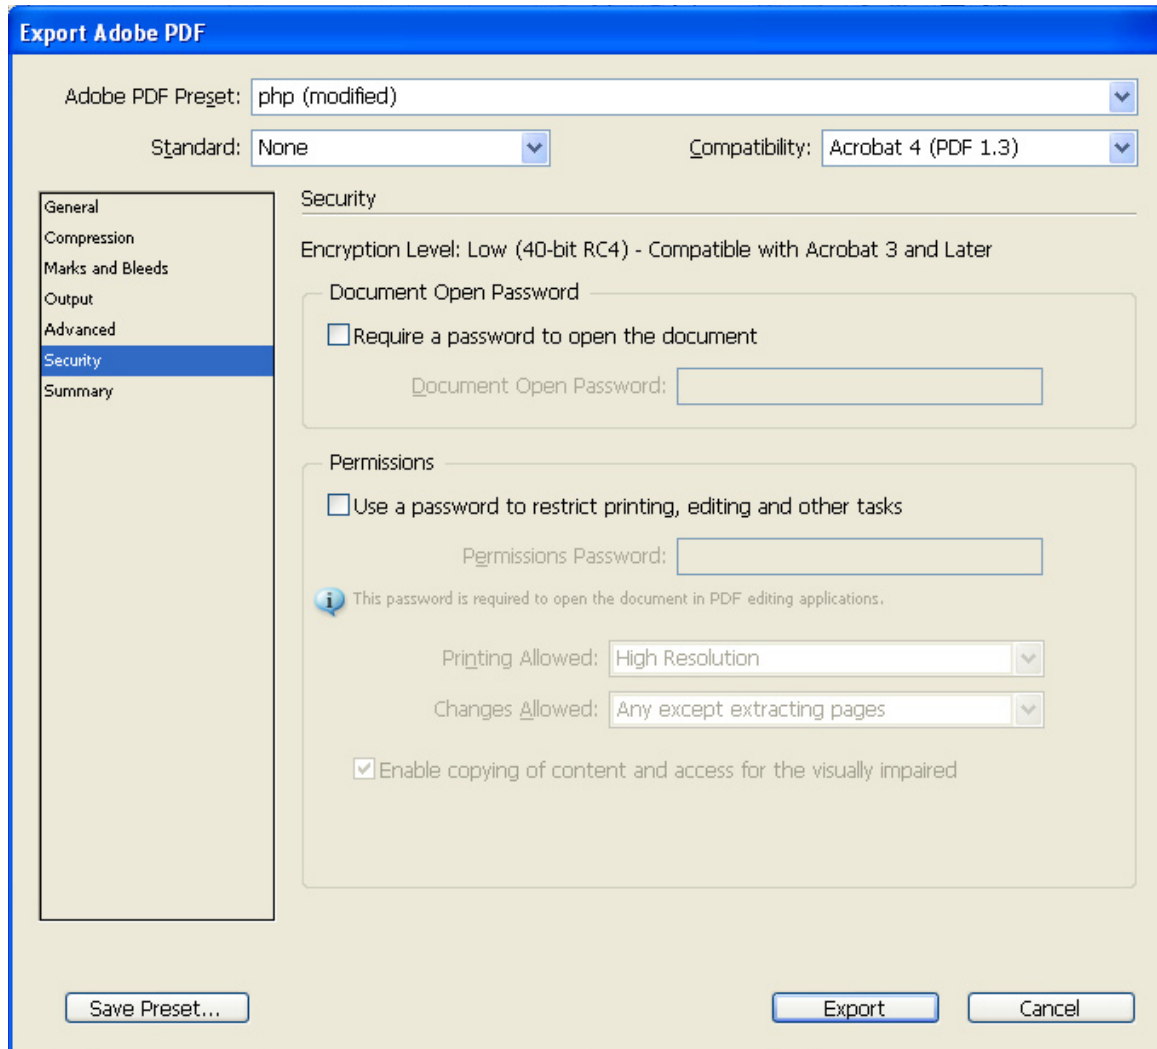 Export Adobe PDF
Adobe PDF Preset: php (modified)
Standard: None Compatibility: Acrobat 4 (PDF 1.3)
General
Compression
Marks and Bleeds
Output
Advanced
Security
Summary
Security
Encryption Level: Low (40-bit RC4) - Compatible with Acrobat 3 and Later
Document Open Password
Require a password to open the document
Document Open Password:
Permissions
Use a password to restrict printing, editing and other tasks
Permissions Password:
This password is required to open the document in PDF editing applications.
Printing Allowed: High Resolution
Changes Allowed: Any except extracting pages
Enable copying of content and access for the visually impaired
Save Preset... Export Cancel